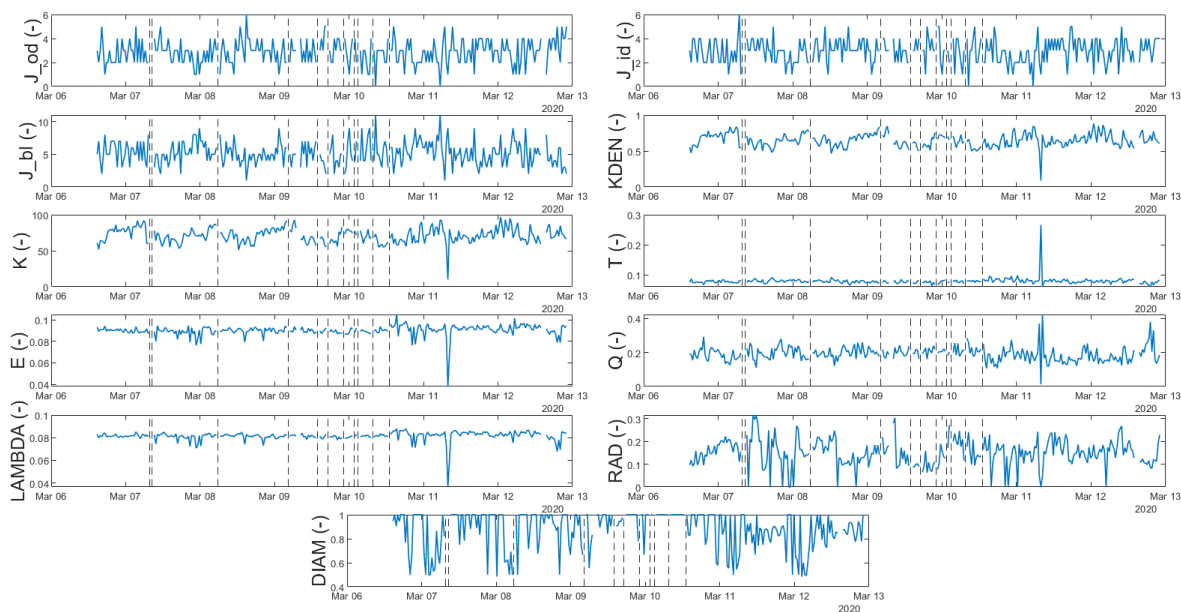 6
4
2
0
J_od (-)
Mar 06 Mar 07 Mar 08 Mar 09 Mar 10 Mar 11 Mar 12 Mar 13
2020
6
4
2
0
J_id (-)
Mar 06 Mar 07 Mar 08 Mar 09 Mar 10 Mar 11 Mar 12 Mar 13
2020
10
5
0
J_bl (-)
Mar 06 Mar 07 Mar 08 Mar 09 Mar 10 Mar 11 Mar 12 Mar 13
2020
1
0.5
0
KDEN (-)
Mar 06 Mar 07 Mar 08 Mar 09 Mar 10 Mar 11 Mar 12 Mar 13
2020
100
50
0
K (-)
Mar 06 Mar 07 Mar 08 Mar 09 Mar 10 Mar 11 Mar 12 Mar 13
2020
0.3
0.2
0.1
T (-)
Mar 06 Mar 07 Mar 08 Mar 09 Mar 10 Mar 11 Mar 12 Mar 13
2020
0.1
0.08
0.06
0.04
E (-)
Mar 06 Mar 07 Mar 08 Mar 09 Mar 10 Mar 11 Mar 12 Mar 13
2020
0.4
0.2
0
Q (-)
Mar 06 Mar 07 Mar 08 Mar 09 Mar 10 Mar 11 Mar 12 Mar 13
2020
0.1
0.08
0.06
0.04
LAMBDA (-)
Mar 06 Mar 07 Mar 08 Mar 09 Mar 10 Mar 11 Mar 12 Mar 13
2020
0.3
0.2
0.1
0
RAD (-)
Mar 06 Mar 07 Mar 08 Mar 09 Mar 10 Mar 11 Mar 12 Mar 13
2020
1
0.8
0.6
0.4
DIAM (-)
Mar 06 Mar 07 Mar 08 Mar 09 Mar 10 Mar 11 Mar 12 Mar 13
2020